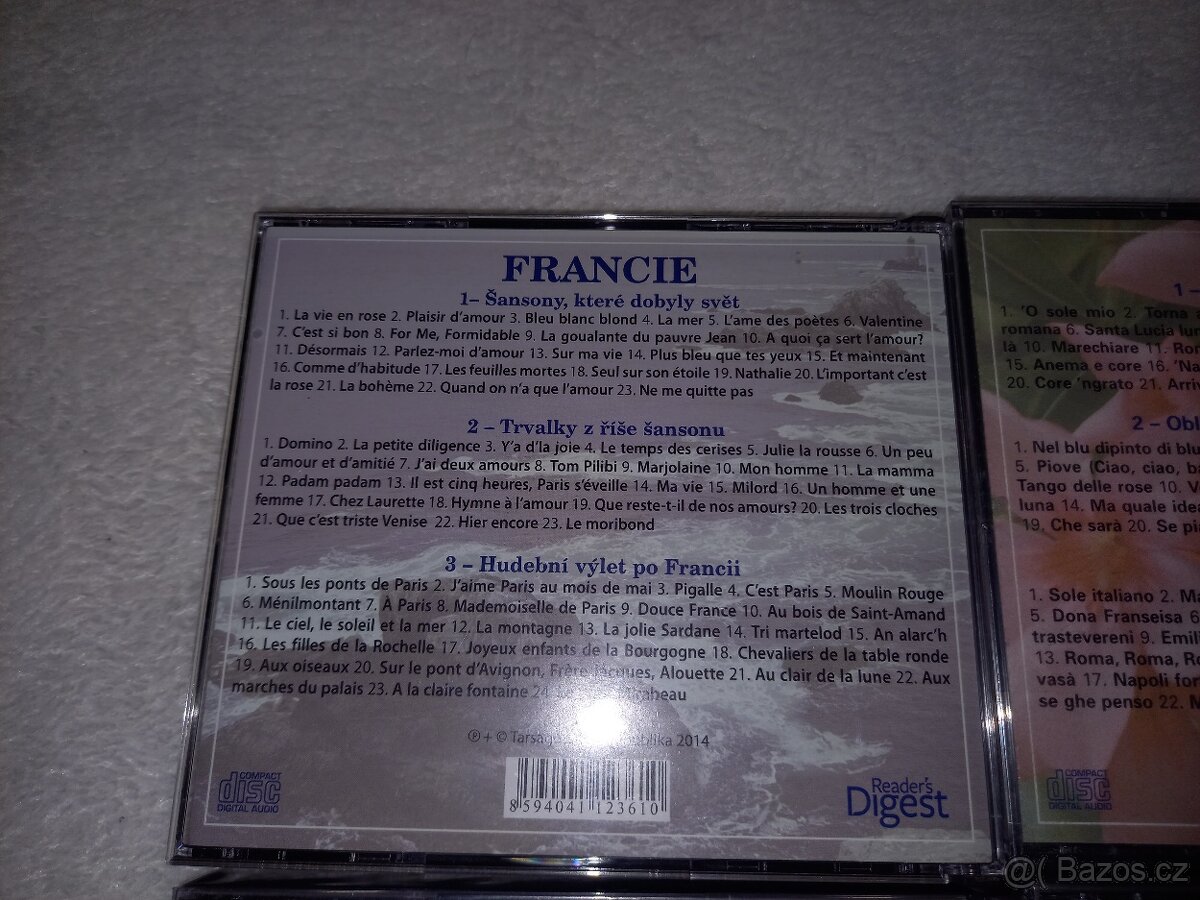 FRANCIE
1– Šansony, které dobyly svět
1. La vie en rose 2. Plaisir d'amour 3. Bleu blanc blond 4. La mer 5. L'ame des poètes 6. Valentine
7. C'est si bon 8. For Me, Formidable 9. La goualante du pauvre Jean 10. A quoi ça sert l'amour?
11. Désormais 12. Parlez-moi d'amour 13. Sur ma vie 14. Plus bleu que tes yeux 15. Et maintenant
16. Comme d'habitude 17. Les feuilles mortes 18. Seul sur son étoile 19. Nathalie 20. L'important c'est
la rose 21. La bohème 22. Quand on n'a que l'amour 23. Ne me quitte pas
2 – Trvalky z říše šansonu
1. Domino 2. La petite diligence 3. Y'a d'la joie 4. Le temps des cerises 5. Julie la rousse 6. Un peu
d'amour et d'amitié 7. J'ai deux amours 8. Tom Pilibi 9. Marjolaine 10. Mon homme 11. La mamma
12. Padam padam 13. Il est cinq heures, Paris s'éveille 14. Ma vie 15. Milord 16. Un homme et une
femme 17. Chez Laurette 18. Hymne à l'amour 19. Que reste-t-il de nos amours? 20. Les trois cloches
21. Que c'est triste Venise 22. Hier encore 23. Le moribond
3 – Hudební výlet po Francii
1. Sous les ponts de Paris 2. J'aime Paris au mois de mai 3. Pigalle 4. C'est Paris 5. Moulin Rouge
6. Ménilmontant 7. À Paris 8. Mademoiselle de Paris 9. Douce France 10. Au bois de Saint-Amand
11. Le ciel, le soleil et la mer 12. La montagne 13. La jolie Sardane 14. Tri martelod 15. An alarc'h
16. Les filles de la Rochelle 17. Joyeux enfants de la Bourgogne 18. Chevaliers de la table ronde
19. Aux oiseaux 20. Sur le pont d'Avignon, Frère Jacques, Alouette 21. Au clair de la lune 22. Aux
marches du palais 23. A la claire fontaine 24.
℗ + © 2014
COMPACT
disc
DIGITAL AUDIO
8 594041 123610
Reader's
Digest
1 –
1. 'O sole mio 2. Torna
romana 6. Santa Lucia
là 10. Marechiare 11.
15. Anema e core 16.
20. Core 'ngrato 21.
2 –
1. Nel blu dipinto di blu
5. Piove (Ciao, ciao,
Tango delle rose 10.
luna 14. Ma quale
19. Che sarà 20. Se
1. Sole italiano 2.
5. Dona Franseisa 6
trastevereni 9.
13. Roma, Roma,
vasà 17. Napoli
se ghe penso 22.
COMPACT
disc
DIGITAL AUDIO
@( Bazos.cz